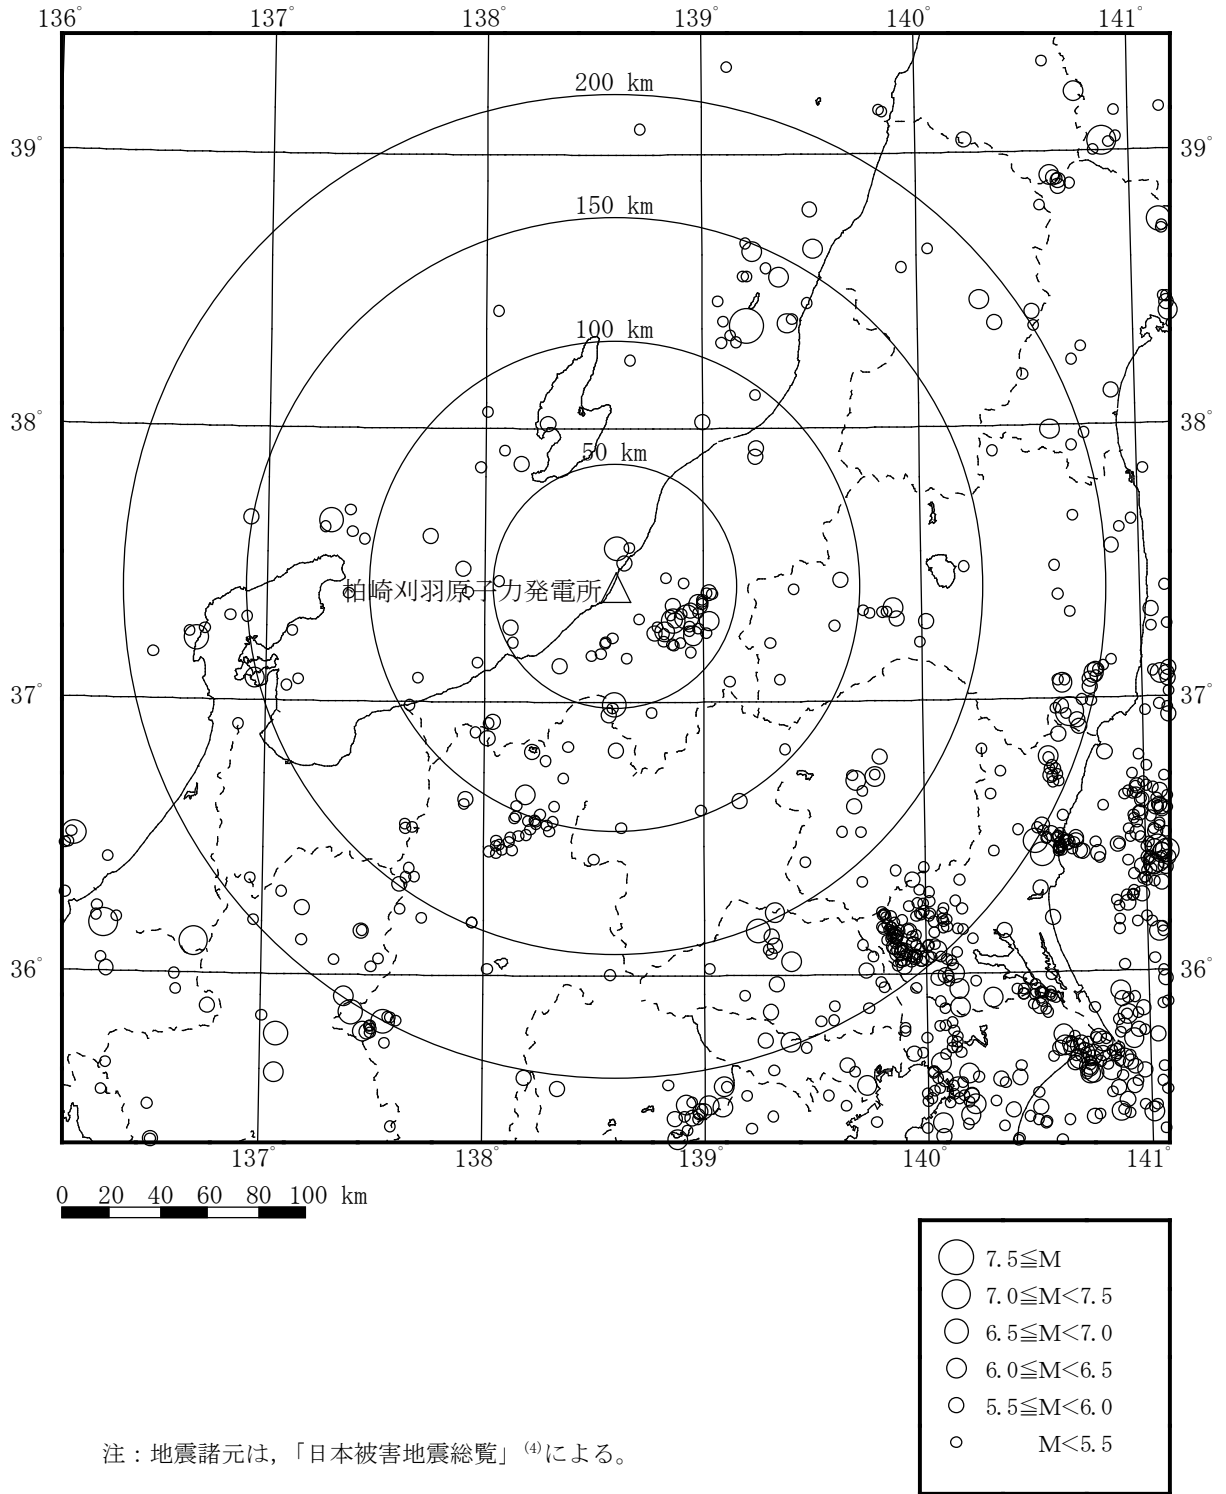 136° 137° 138° 139° 140° 141°
200 km
39° 39°
150 km
100 km
38° 38°
50 km
柏崎刈羽原子力発電所
37° 37°
36° 36°
137° 138° 139° 140° 141°
0 20 40 60 80 100 km
7.5≦M
7.0≦M<7.5
6.5≦M<7.0
6.0≦M<6.5
5.5≦M<6.0
M<5.5
注：地震諸元は,「日本被害地震総覧」(4)による。